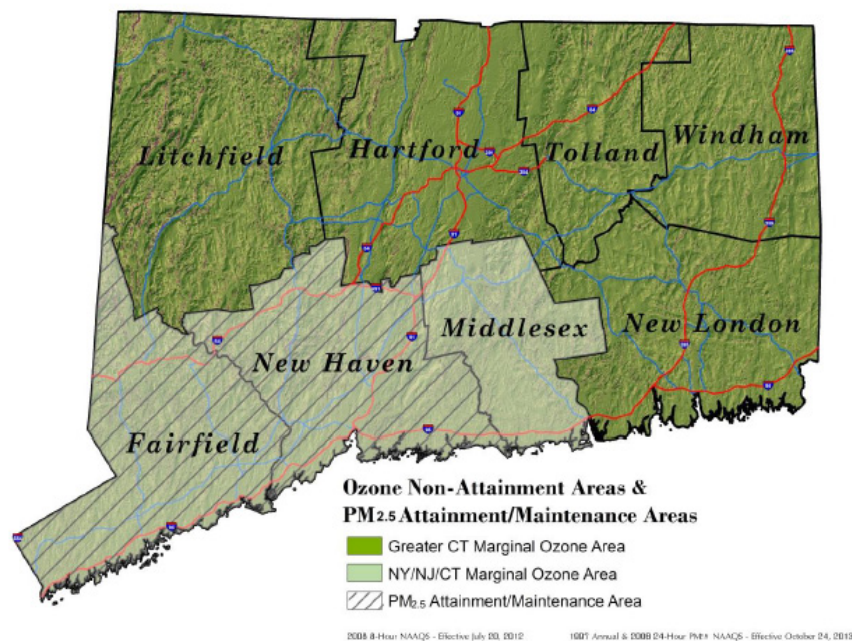 Litchfield
Hartford
Tolland
Windham
Middlesex
New London
New Haven
Fairfield
Ozone Non-Attainment Areas &
PM2.5 Attainment/Maintenance Areas
Greater CT Marginal Ozone Area
NY/NJ/CT Marginal Ozone Area
PM2.5 Attainment/Maintenance Area
2008 8-Hour NAAQS - Effective July 20, 2012
Annual & 2006 24-Hour PM2.5 NAAQS - Effective October 24, 2013